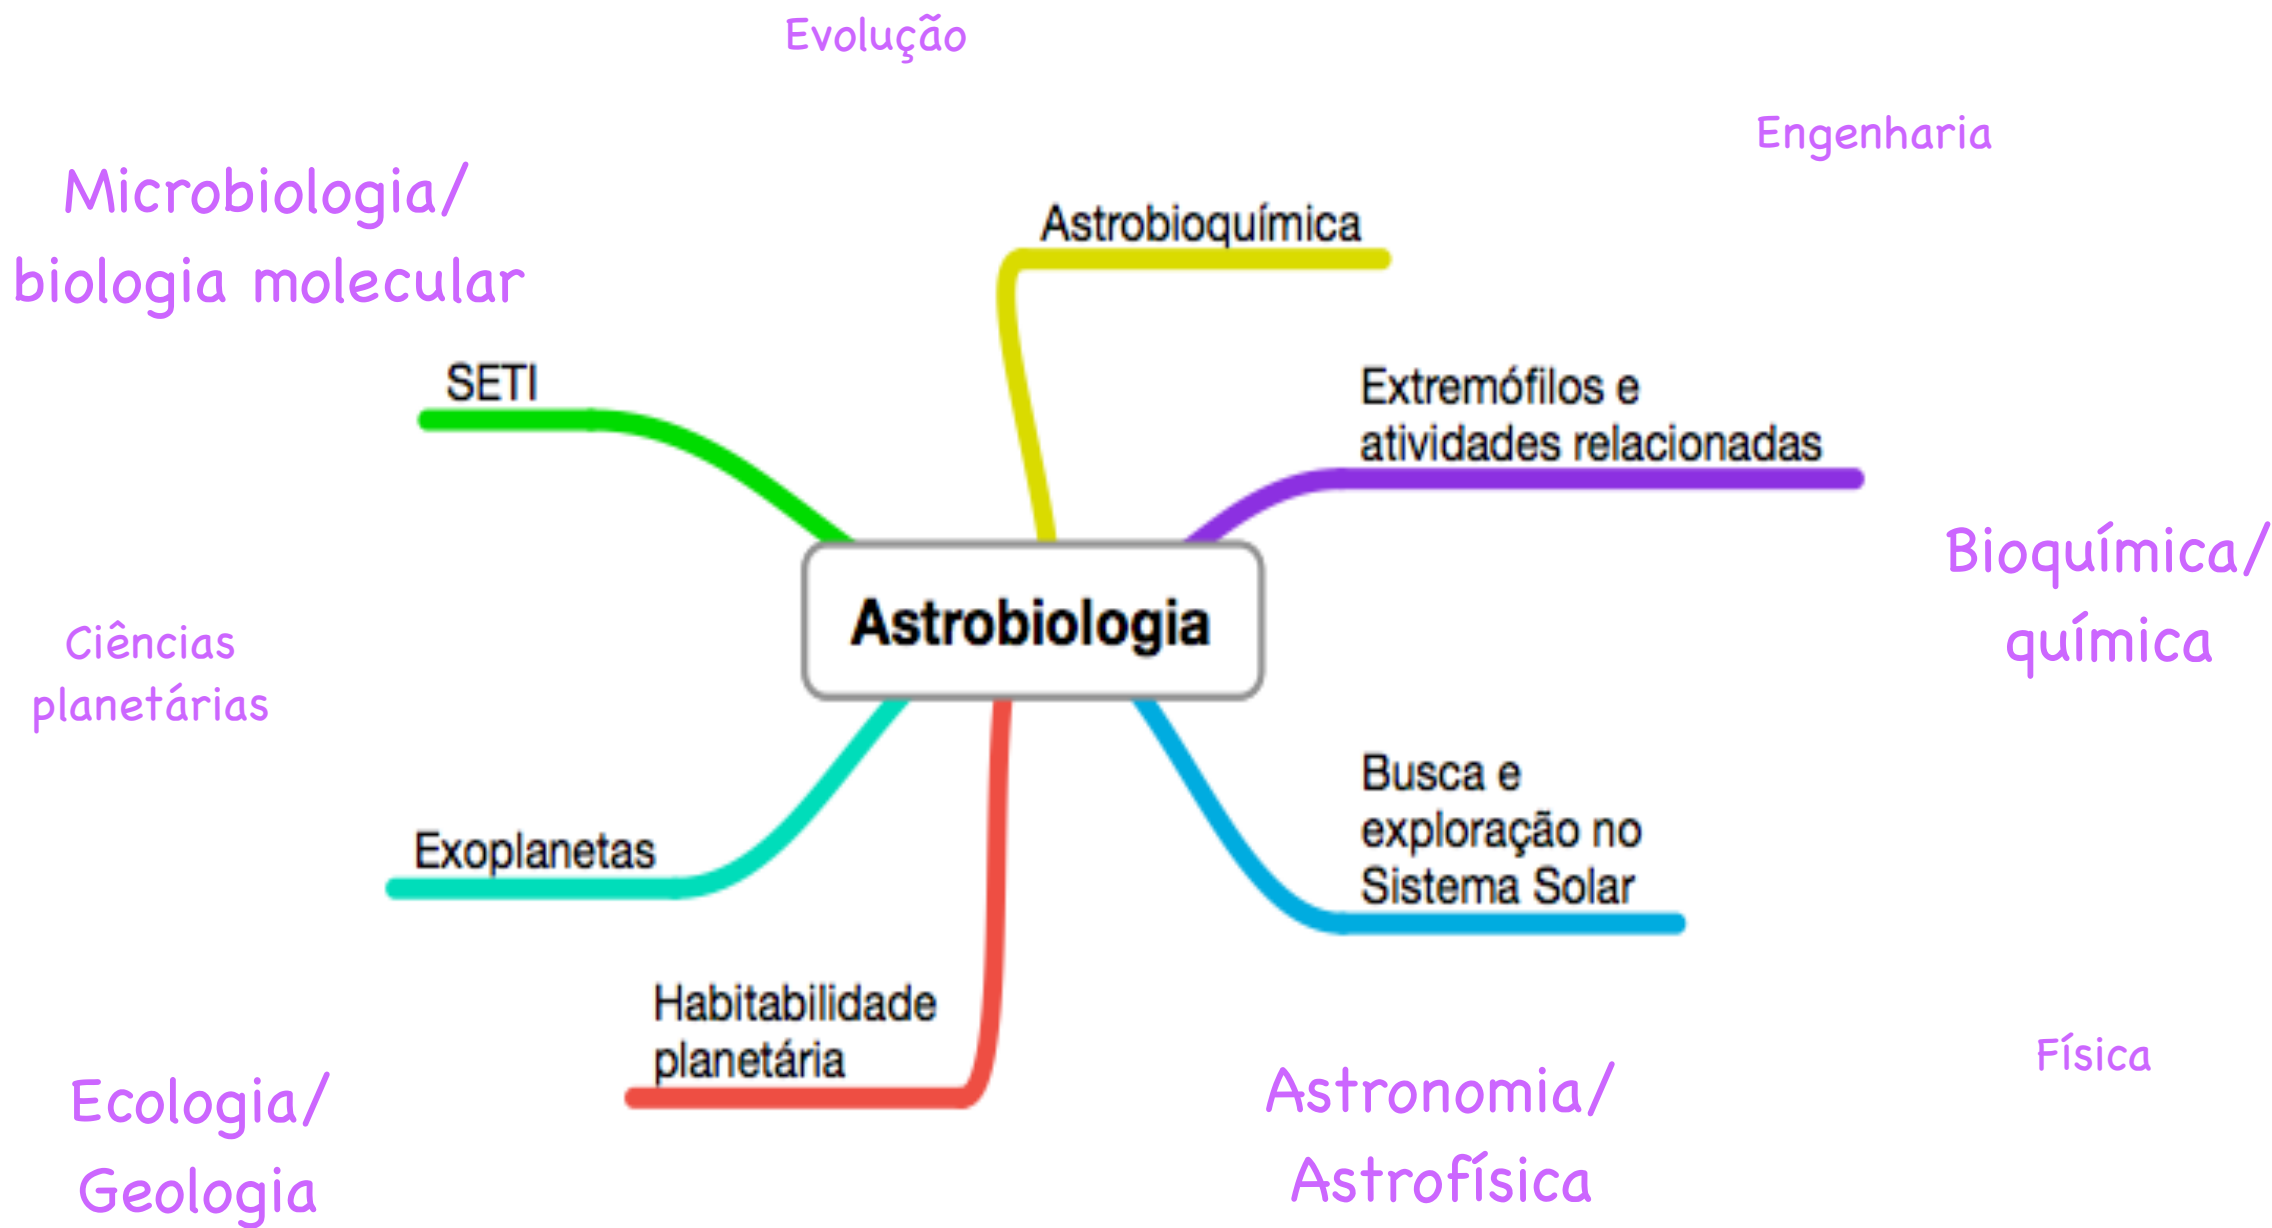 Evolução
Engenharia
Microbiologia/
biologia molecular
Astrobioquímica
SETI
Extremófilos e
atividades relacionadas
Astrobiologia
Bioquímica/
química
Ciências
planetárias
Exoplanetas
Busca e
exploração no
Sistema Solar
Habitabilidade
planetária
Ecologia/
Geologia
Astronomia/
Astrofísica
Física